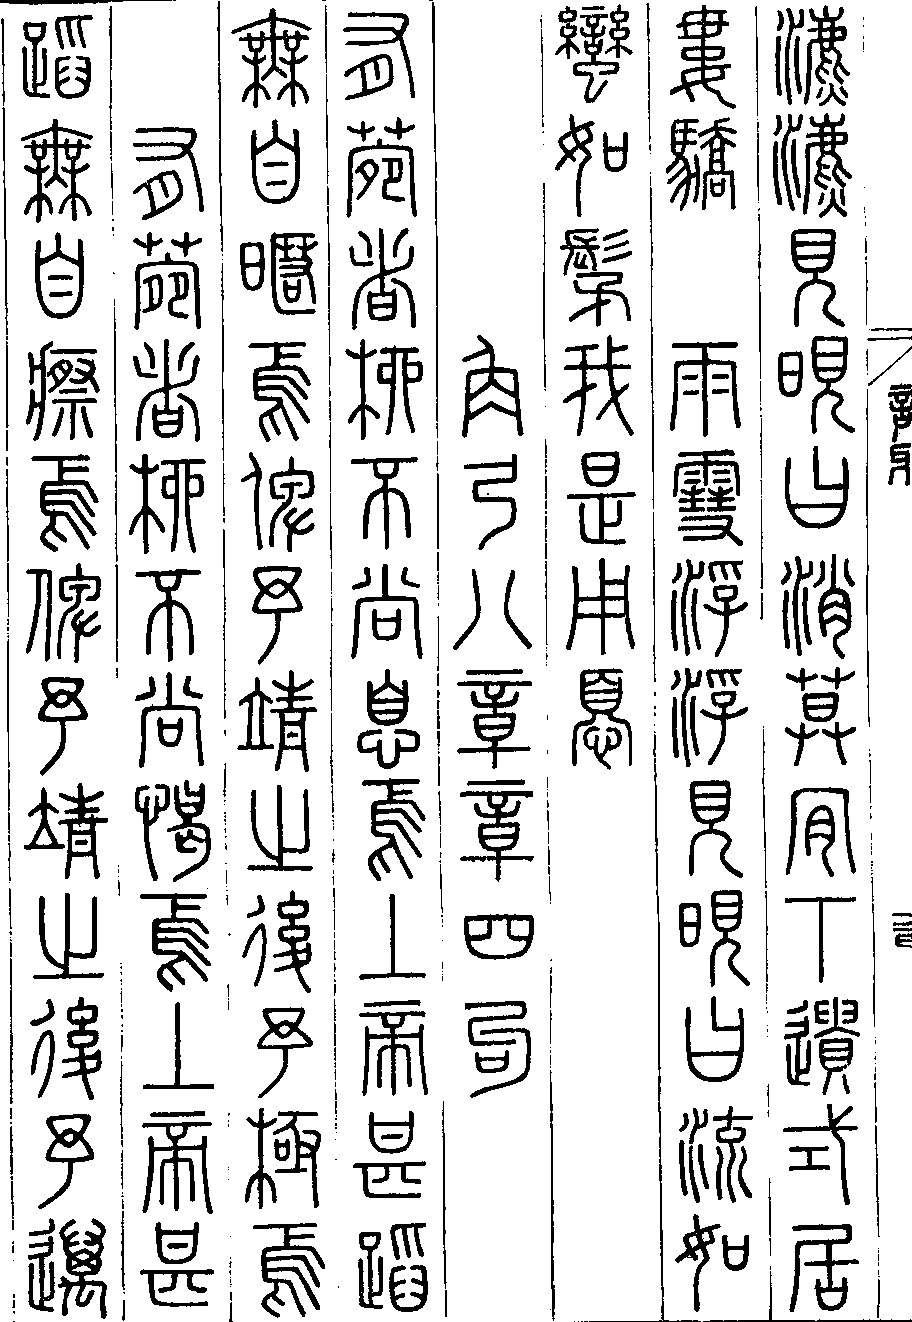 瀌瀌見晛曰消莫肯下遺式居
婁驕　雨雪浮浮見晛曰流如
蠻如髳我是用憂
角弓八章章四句
有菀者柳不尚息焉上帝甚蹈
無自暱焉俾予靖之後予極焉
有菀者柳不尚愒焉上帝甚
蹈無自瘵焉俾予靖之後予邁